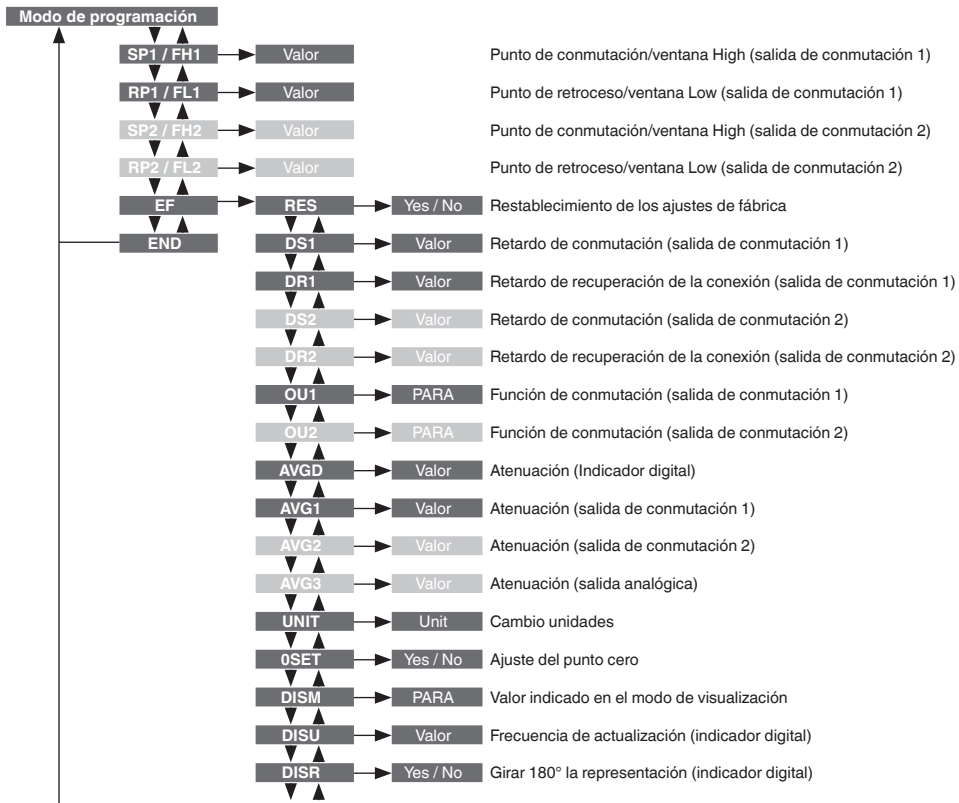 Modo de programación
SP1 / FH1 Valor Punto de conmutación/ventana High (salida de conmutación 1)
RP1 / FL1 Valor Punto de retroceso/ventana Low (salida de conmutación 1)
SP2 / FH2 Valor Punto de conmutación/ventana High (salida de conmutación 2)
RP2 / FL2 Valor Punto de retroceso/ventana Low (salida de conmutación 2)
EF RES Yes / No Restablecimiento de los ajustes de fábrica
END DS1 Valor Retardo de conmutación (salida de conmutación 1)
DR1 Valor Retardo de recuperación de la conexión (salida de conmutación 1)
DS2 Valor Retardo de conmutación (salida de conmutación 2)
DR2 Valor Retardo de recuperación de la conexión (salida de conmutación 2)
OU1 PARA Función de conmutación (salida de conmutación 1)
OU2 PARA Función de conmutación (salida de conmutación 2)
AVGD Valor Atenuación (Indicador digital)
AVG1 Valor Atenuación (salida de conmutación 1)
AVG2 Valor Atenuación (salida de conmutación 2)
AVG3 Valor Atenuación (salida analógica)
UNIT Unit Cambio unidades
0SET Yes / No Ajuste del punto cero
DISM PARA Valor indicado en el modo de visualización
DISU Valor Frecuencia de actualización (indicador digital)
DISR Yes / No Girar 180° la representación (indicador digital)